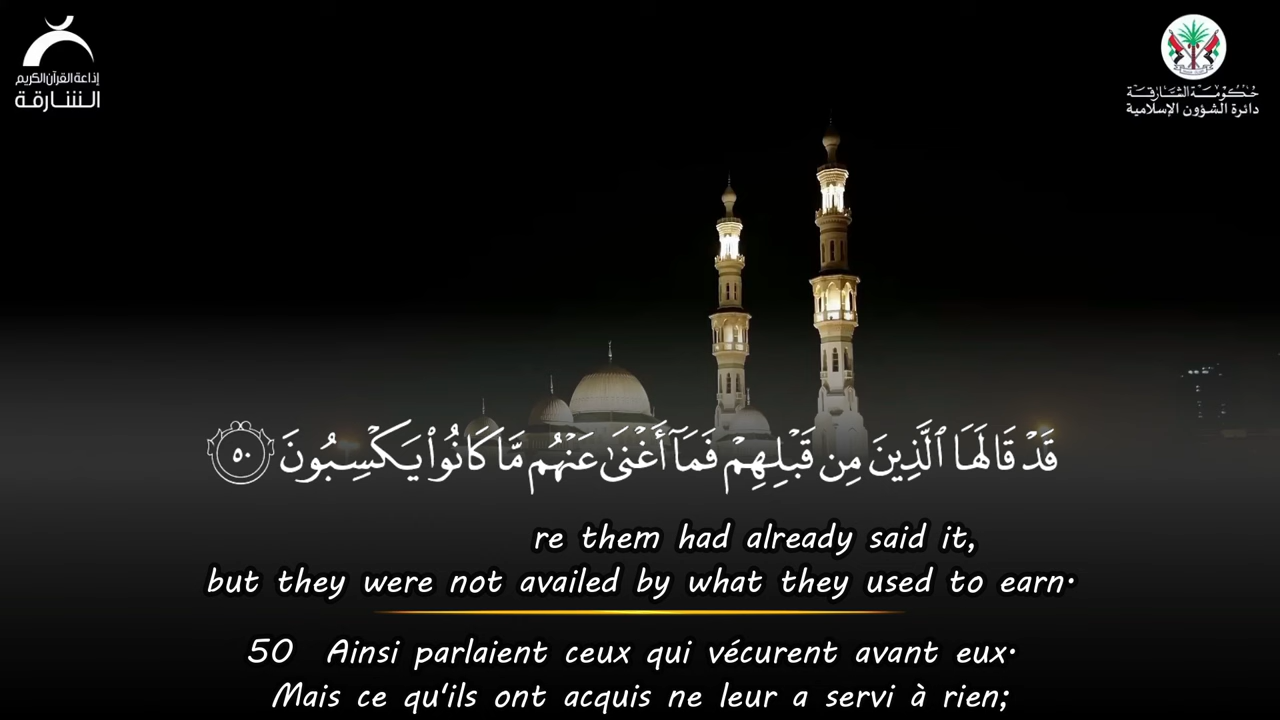 إذاعة القرآن الكريم
الشارقة
حكومة الشارقة
دائرة الشؤون الإسلامية
قَدْ قَالَهَا ٱلَّذِينَ مِن قَبْلِهِمْ فَمَآ أَغْنَىٰ عَنْهُم مَّا كَانُوا۟ يَكْسِبُونَ ٥٠
re them had already said it,
but they were not availed by what they used to earn.
50 Ainsi parlaient ceux qui vécurent avant eux.
Mais ce qu'ils ont acquis ne leur a servi à rien;